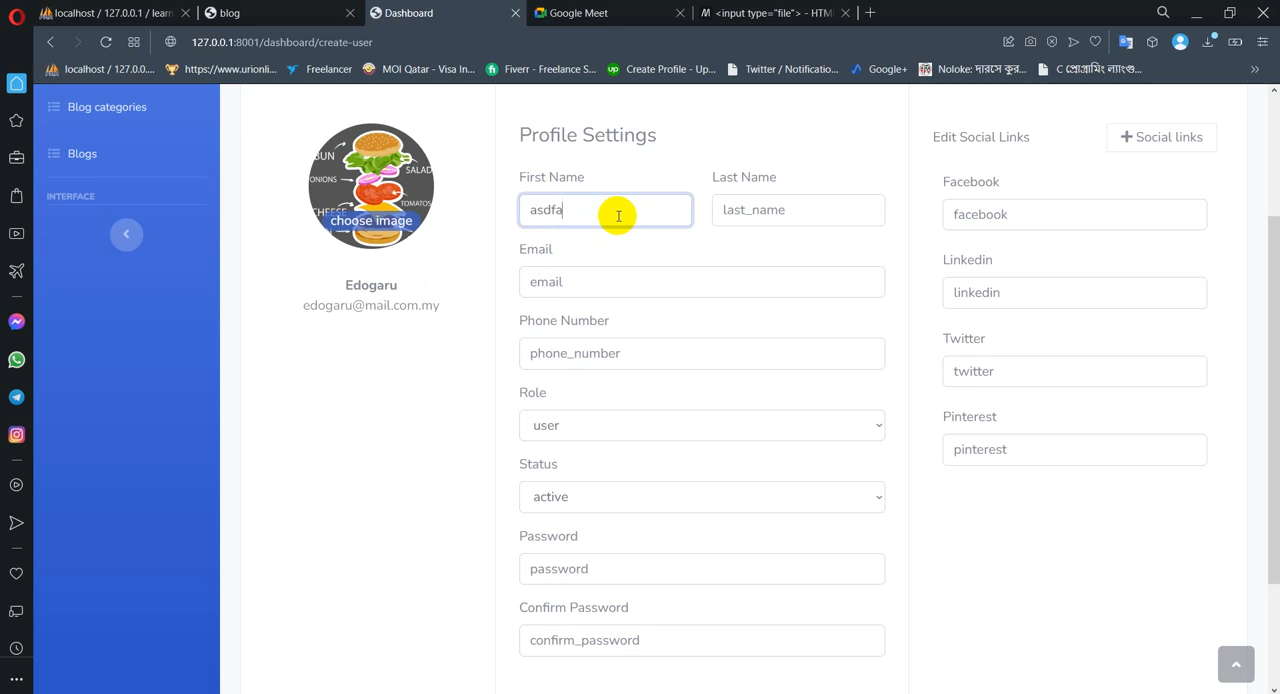 localhost / 127.0.0.1 / learn
blog
Dashboard
Google Meet
<input type="file"> - HTM
127.0.0.1:8001/dashboard/create-user
localhost / 127.0.0....
https://www.urionli...
Freelancer
MOI Qatar - Visa In...
Fiverr - Freelance S...
Create Profile - Up...
Twitter / Notificatio...
Google+
Noloke: দারসে কুর...
C প্রোগ্রামিং ল্যাংগু...
Blog categories
Blogs
INTERFACE
BUN
SALAD
ONIONS
TOMATOS
CHEESE
choose image
Edogaru
edogaru@mail.com.my
Profile Settings
First Name
Last Name
asdfa
last_name
Email
email
Phone Number
phone_number
Role
user
Status
active
Password
password
Confirm Password
confirm_password
Edit Social Links
+ Social links
Facebook
facebook
Linkedin
linkedin
Twitter
twitter
Pinterest
pinterest